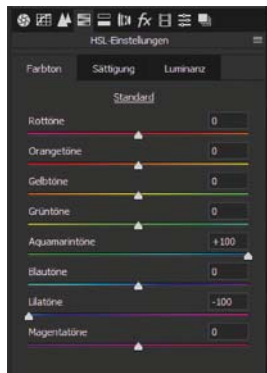 fx
HSL-Einstellungen
Farbton Sättigung Luminanz
Standard
Rottöne 0
Orangetöne 0
Gelbtöne 0
Grüntöne 0
Aquamarintöne +100
Blautöne 0
Lilatöne -100
Magentatöne 0